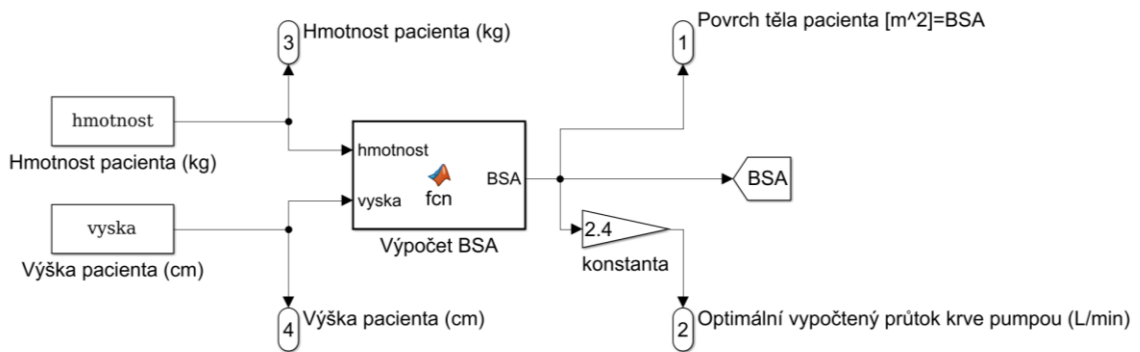 3
Hmotnost pacienta (kg)
1
Povrch těla pacienta [m^2]=BSA
hmotnost
Hmotnost pacienta (kg)
hmotnost
vyska
BSA
fcn
Výpočet BSA
BSA
vyska
Výška pacienta (cm)
2.4
konstanta
4
Výška pacienta (cm)
2
Optimální vypočtený průtok krve pumpou (L/min)